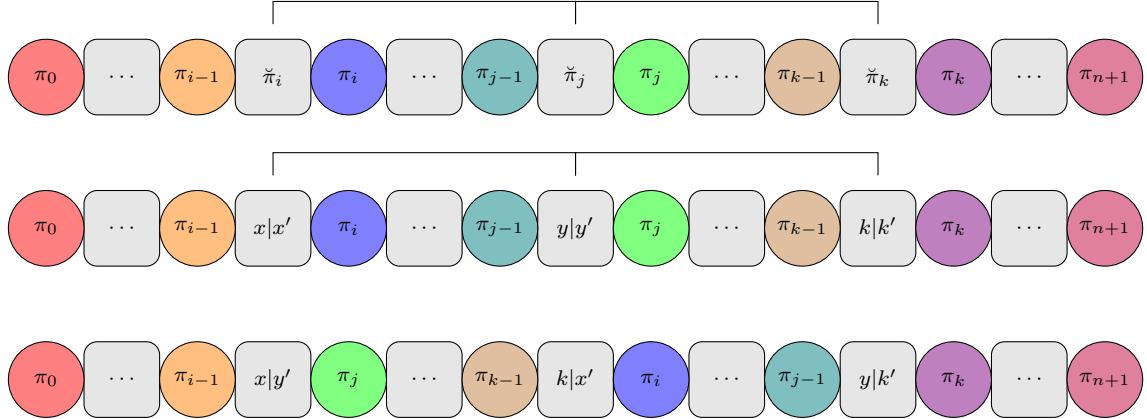 π₀ ⋯ πᵢ₋₁ π̆ᵢ πᵢ ⋯ πⱼ₋₁ π̆ⱼ πⱼ ⋯ πₖ₋₁ π̆ₖ πₖ ⋯ πₙ₊₁
π₀ ⋯ πᵢ₋₁ x|x′ πᵢ ⋯ πⱼ₋₁ y|y′ πⱼ ⋯ πₖ₋₁ k|k′ πₖ ⋯ πₙ₊₁
π₀ ⋯ πᵢ₋₁ x|y′ πⱼ ⋯ πₖ₋₁ k|x′ πᵢ ⋯ πⱼ₋₁ y|k′ πₖ ⋯ πₙ₊₁